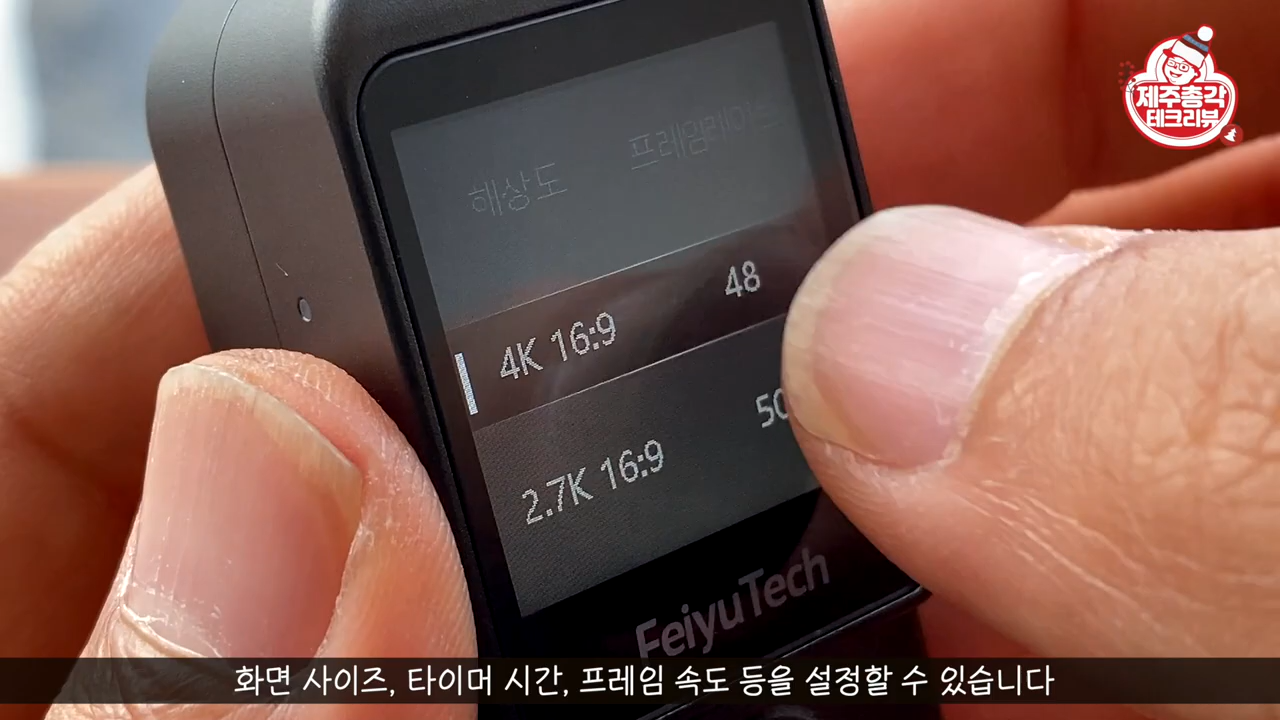 제주총각
테크리뷰
해상도 프레임레이트
4K 16:9 48
2.7K 16:9 50
FeiyuTech
화면 사이즈, 타이머 시간, 프레임 속도 등을 설정할 수 있습니다